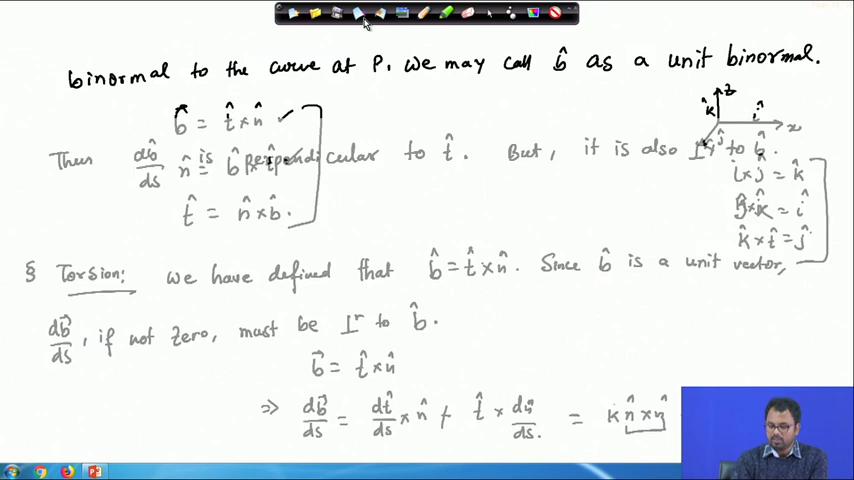 binormal to the curve at P. we may call b̂ as a unit binormal.
b̂ = t̂ × n̂
z
k̂
î
x
ĵ
Thus db̂/ds is perpendicular to t̂. But, it is also ⊥r to b̂.
n̂ = b̂ × t̂
t̂ = n̂ × b̂.
î × ĵ = k̂
ĵ × k̂ = î
k̂ × î = ĵ
§ Torsion: we have defined that b̂ = t̂ × n̂. Since b̂ is a unit vector,
db̂/ds, if not zero, must be ⊥r to b̂.
b̂ = t̂ × n̂
⇒ db̂/ds = dt̂/ds × n̂ + t̂ × dn̂/ds. = k n̂ × n̂